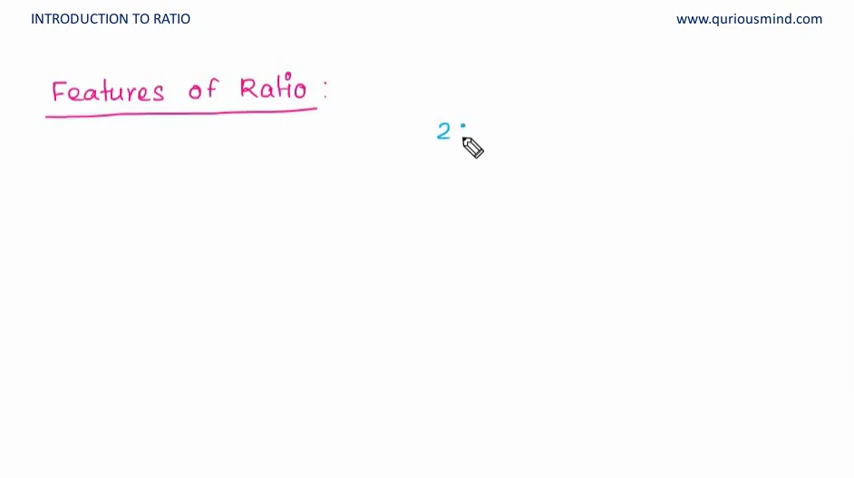 INTRODUCTION TO RATIO
www.quriousmind.com
Features of Ratio :
2 :